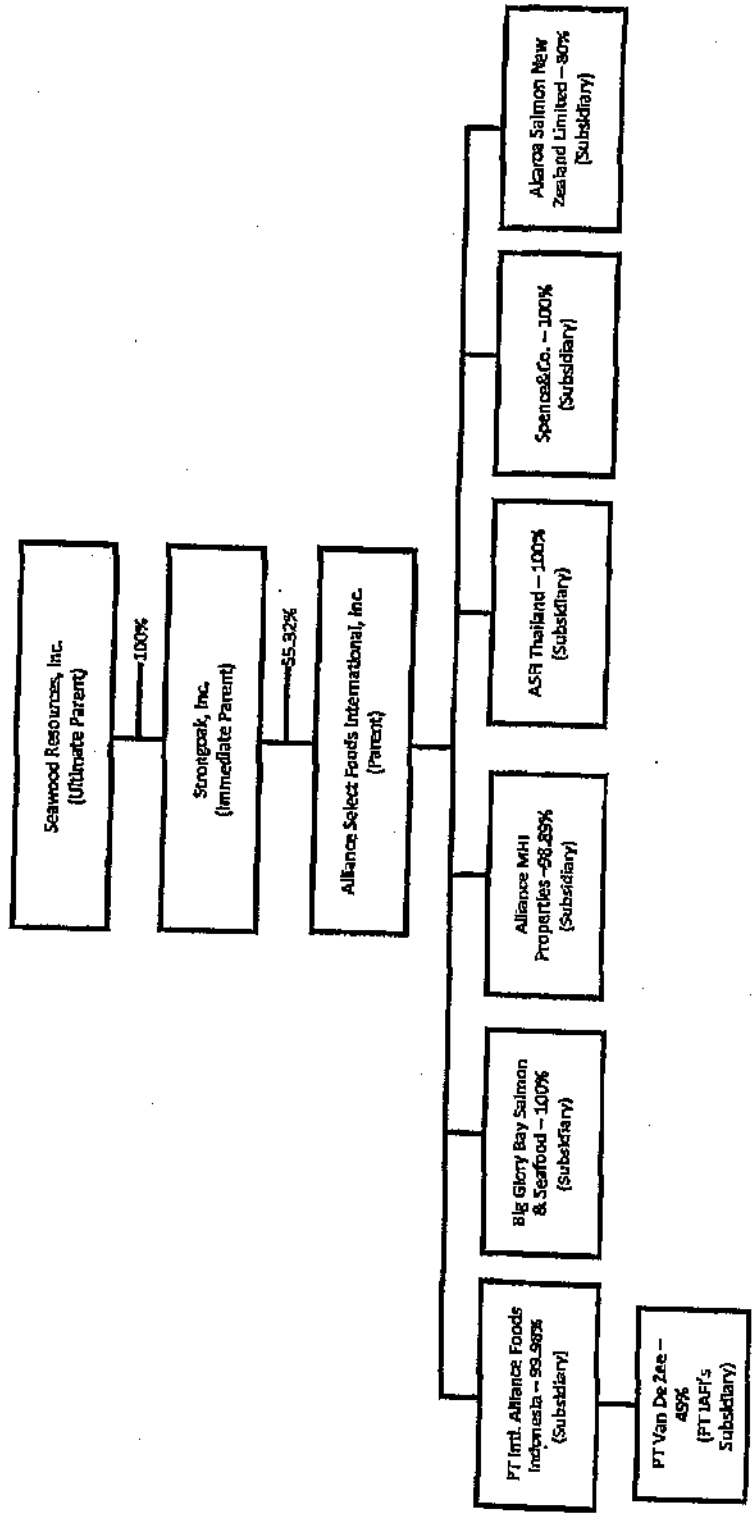 Seawood Resources, Inc.
(Ultimate Parent)
100%
Strongoak, Inc.
(Immediate Parent)
55.32%
Alliance Select Foods International, Inc.
(Parent)
PT Intl. Alliance Foods
Indonesia – 99.98%
(Subsidiary)
Big Glory Bay Salmon
& Seafood – 100%
(Subsidiary)
Alliance MHI
Properties –98.89%
(Subsidiary)
ASFI Thailand – 100%
(Subsidiary)
Spence&Co. – 100%
(Subsidiary)
Akaroa Salmon New
Zealand Limited – 80%
(Subsidiary)
PT Van De Zee –
49%
(PT IAFI's
Subsidiary)